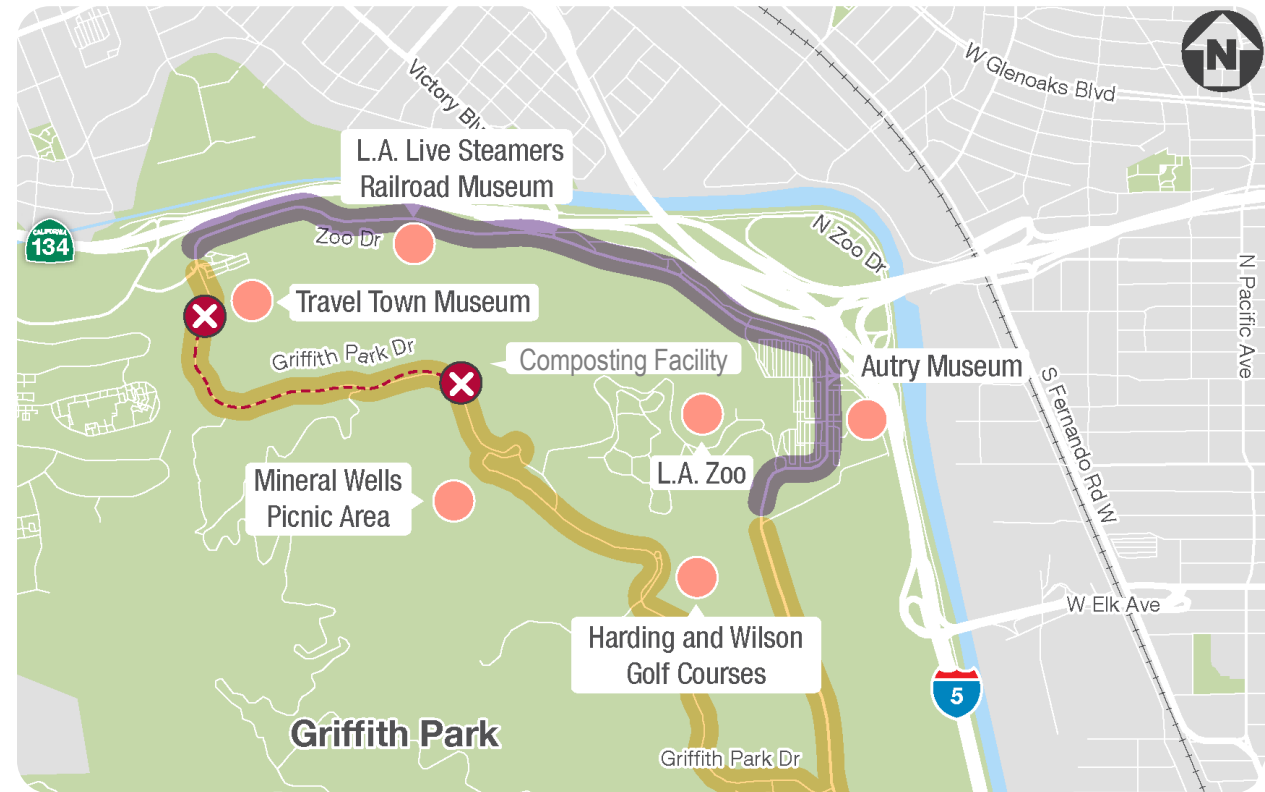 N
W Glenoaks Blvd
Victory Blv
L.A. Live Steamers
Railroad Museum
CALIFORNIA
134
Zoo Dr
N Zoo Dr
N Pacific Ave
Travel Town Museum
Griffith Park Dr
Composting Facility
Autry Museum
S Fernando Rd W
L.A. Zoo
Mineral Wells
Picnic Area
W Elk Ave
Harding and Wilson
Golf Courses
5
Griffith Park
Griffith Park Dr